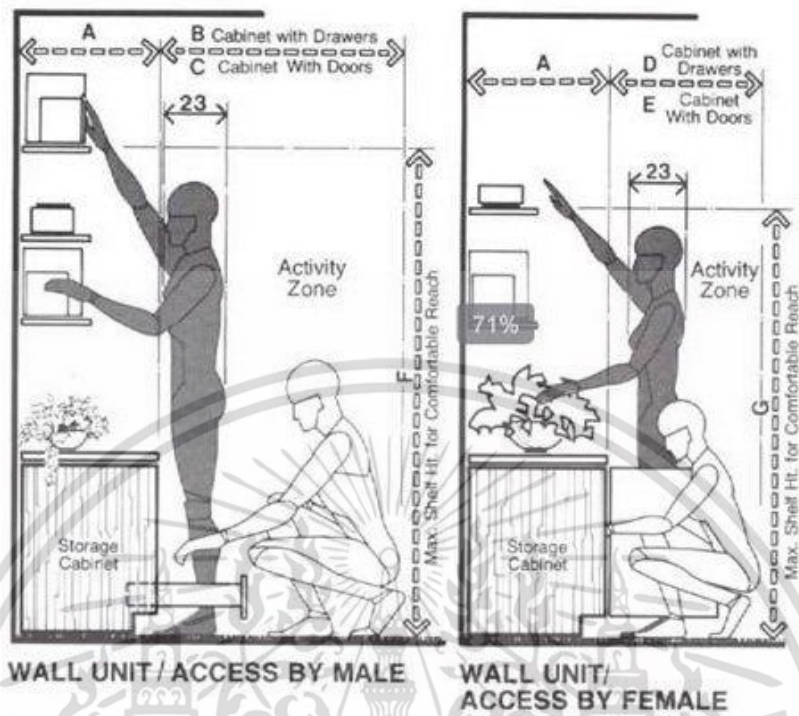 A
B Cabinet with Drawers
C Cabinet With Doors
23
Activity
Zone
F
Max. Shelf Ht. for Comfortable Reach
Storage
Cabinet
WALL UNIT / ACCESS BY MALE
A
D Cabinet with
Drawers
E Cabinet
With Doors
23
Activity
Zone
71%
G
Max. Shelf Ht. for Comfortable Reach
Storage
Cabinet
WALL UNIT/
ACCESS BY FEMALE